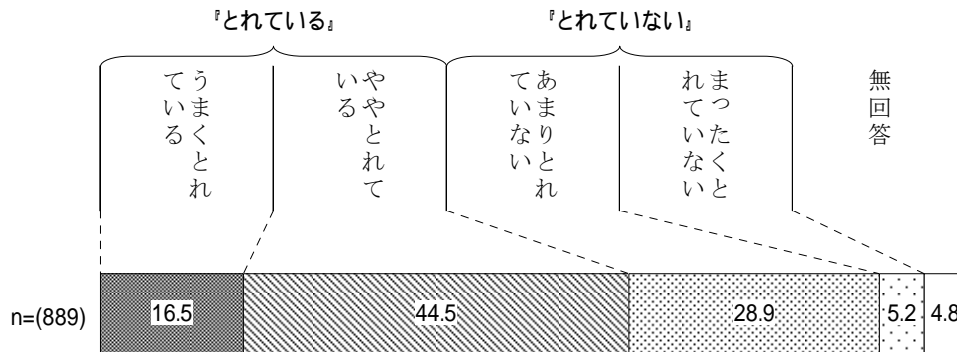 『とれている』 『とれていない』
うまくとれ
ている
ややとれて
いる
あまりとれ
ていない
まったくと
れていない
無回答
n=(889) 16.5 44.5 28.9 5.2 4.8